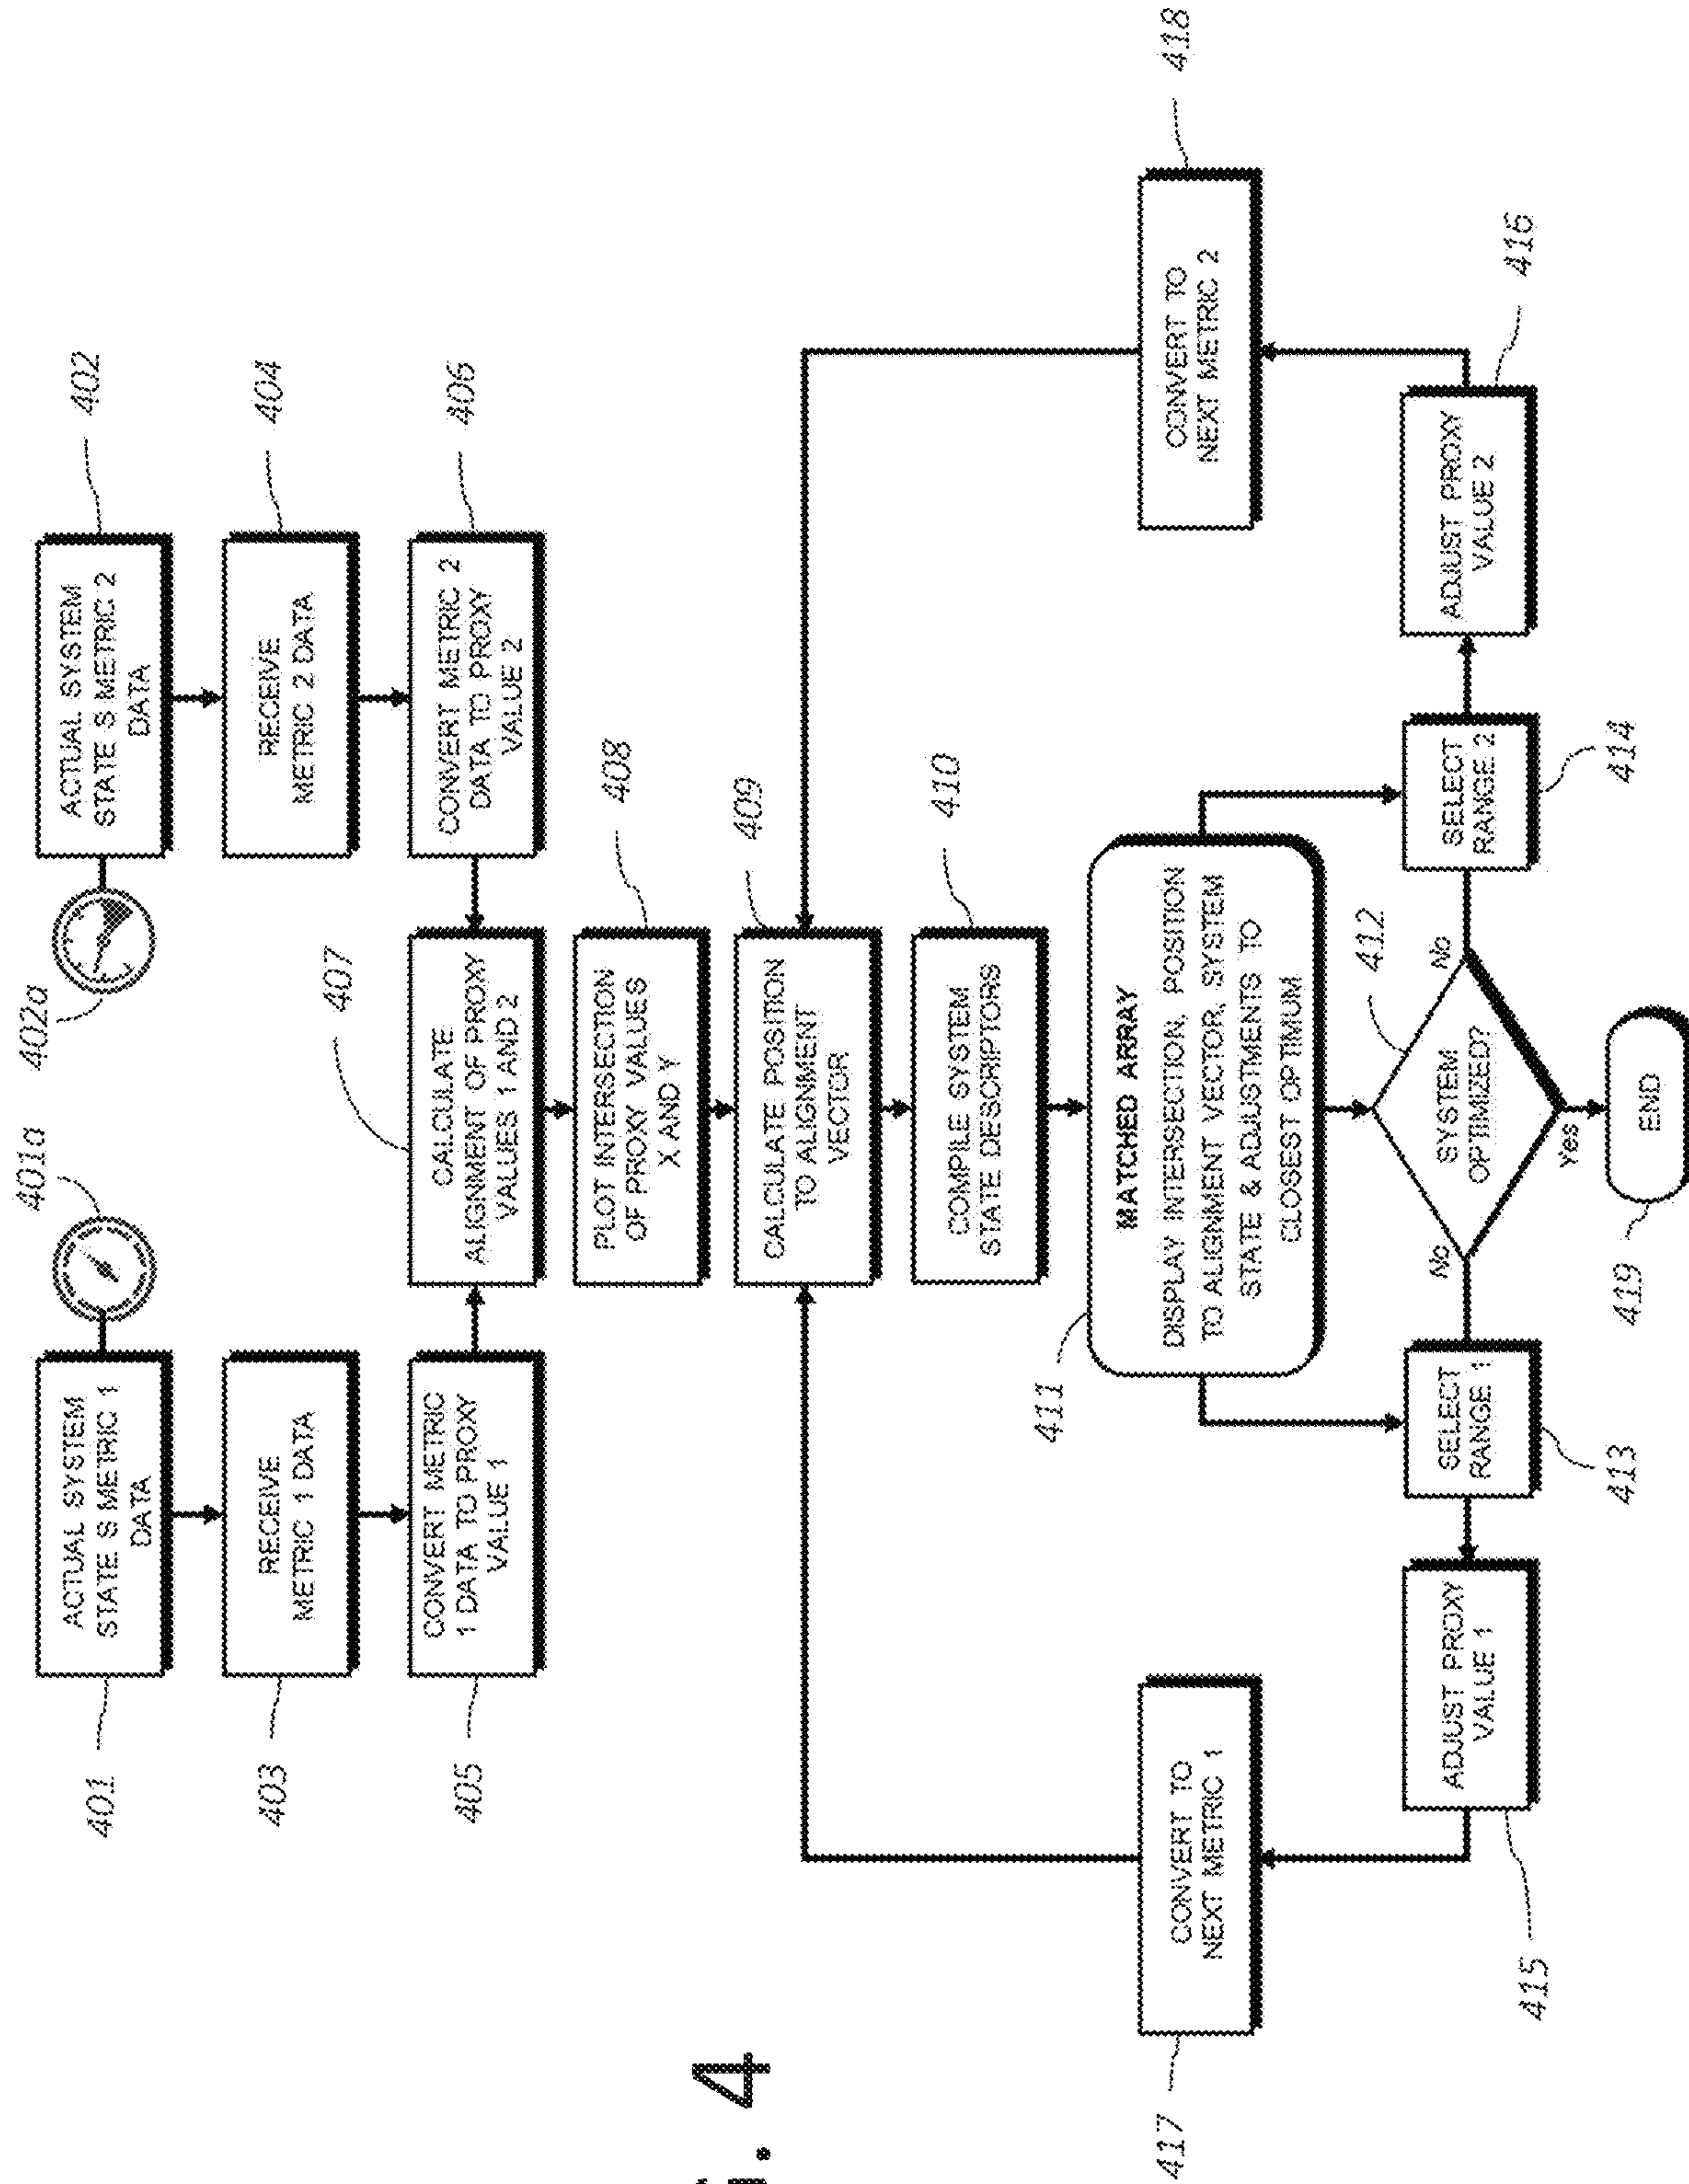 401
ACTUAL SYSTEM
STATE S METRIC 1
DATA
401a
402a
ACTUAL SYSTEM
STATE S METRIC 2
DATA
402
403
RECEIVE
METRIC 1 DATA
RECEIVE
METRIC 2 DATA
404
405
CONVERT METRIC
1 DATA TO PROXY
VALUE 1
407
CALCULATE
ALIGNMENT OF PROXY
VALUES 1 AND 2
CONVERT METRIC 2
DATA TO PROXY
VALUE 2
406
PLOT INTERSECTION
OF PROXY VALUES
X AND Y
408
CALCULATE POSITION
TO ALIGNMENT
VECTOR
409
COMPILE SYSTEM
STATE DESCRIPTORS
410
411
MATCHED ARRAY
DISPLAY INTERSECTION, POSITION
TO ALIGNMENT VECTOR, SYSTEM
STATE & ADJUSTMENTS TO
CLOSEST OPTIMUM
417
CONVERT TO
NEXT METRIC 1
CONVERT TO
NEXT METRIC 2
418
415
ADJUST PROXY
VALUE 1
SELECT
RANGE 1
413
No
SYSTEM
OPTIMIZED?
412
No
Yes
SELECT
RANGE 2
414
ADJUST PROXY
VALUE 2
416
419
END
. 4